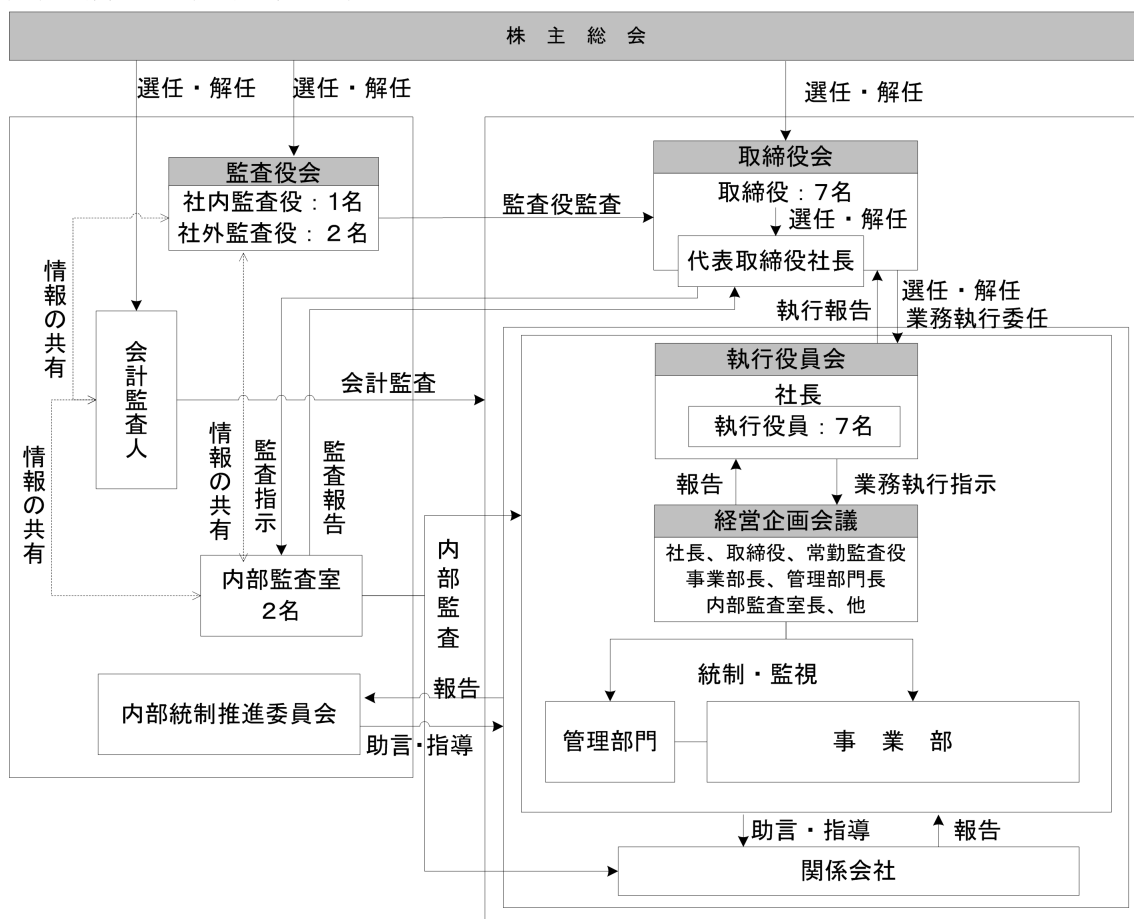 株 主 総 会
選任・解任
選任・解任
選任・解任
監査役会
社内監査役：1名
社外監査役：２名
監査役監査
取締役会
取締役：7名
選任・解任
代表取締役社長
選任・解任
業務執行委任
執行報告
情報の共有
会計監査人
会計監査
執行役員会
社長
執行役員：7名
情報の共有
情報の共有
監査指示
監査報告
報告
業務執行指示
経営企画会議
社長、取締役、常勤監査役
事業部長、管理部門長
内部監査室長、他
内部監査室
2名
内部監査
統制・監視
内部統制推進委員会
報告
助言・指導
管理部門
事 業 部
助言・指導
報告
関係会社